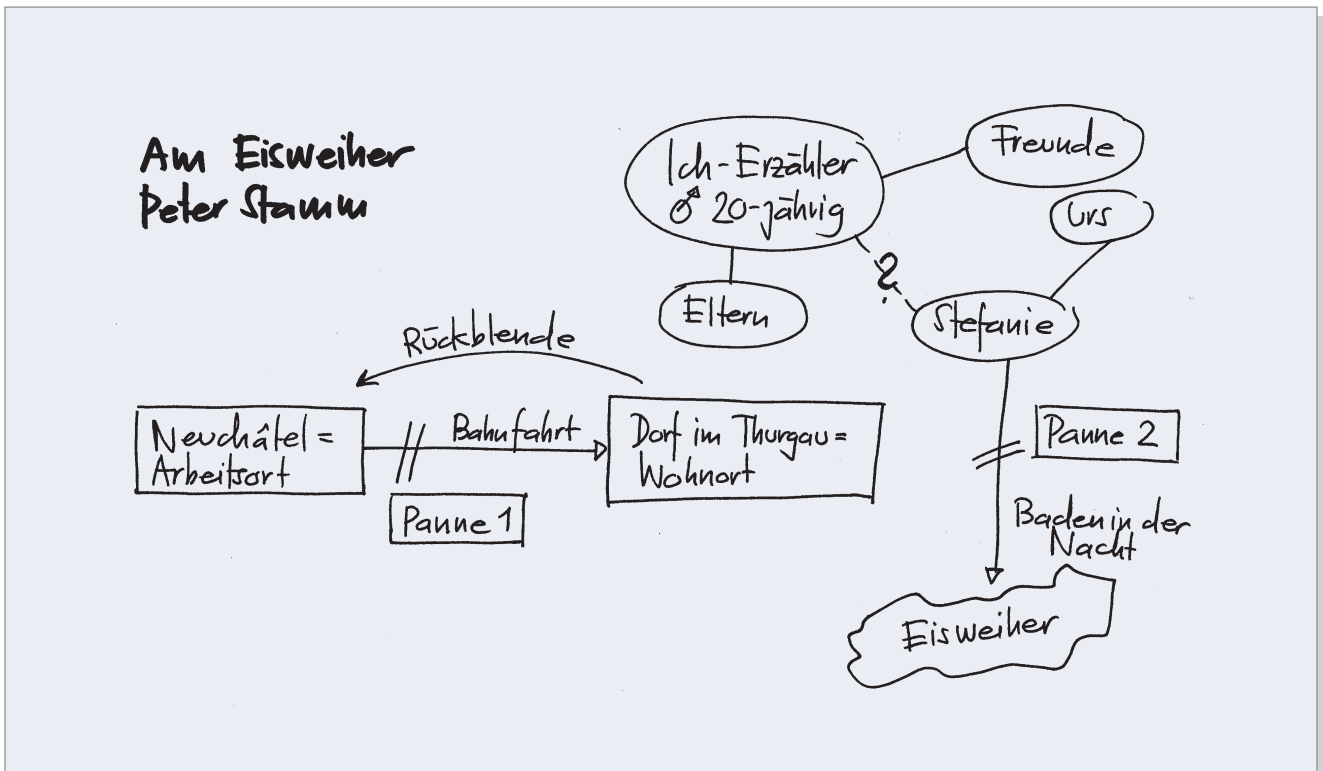 Am Eisweiher
Peter Stamm
Ich-Erzähler
♂ 20-jährig
Freunde
Urs
?
Eltern
Stefanie
Rückblende
Neuchâtel =
Arbeitsort
Bahnfahrt
Dorf im Thurgau =
Wohnort
Panne 1
Panne 2
Baden in der
Nacht
Eisweiher